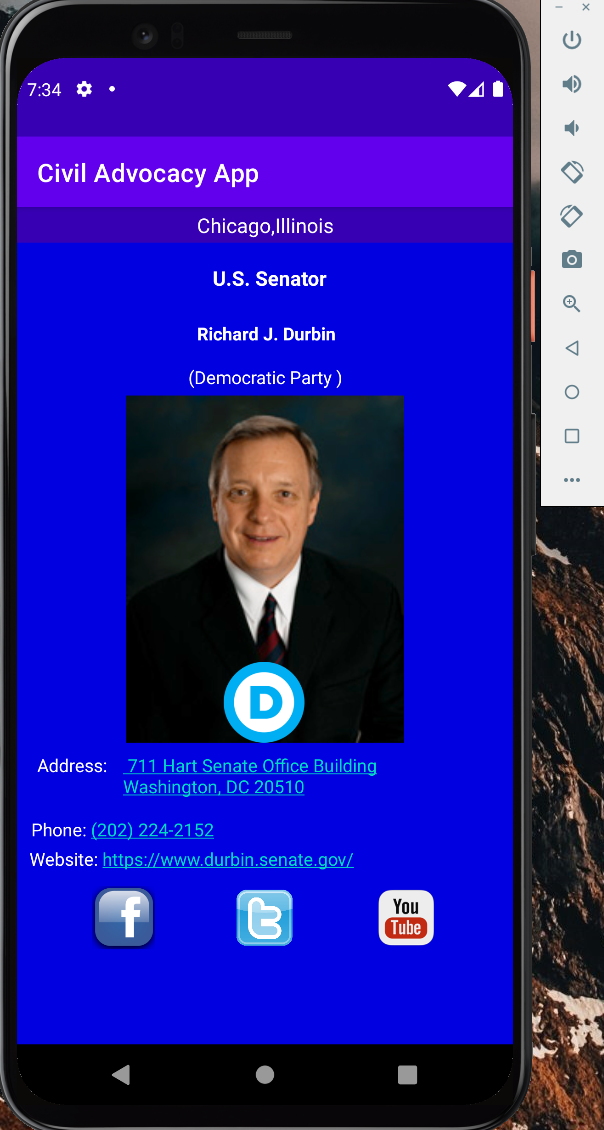 7:34
Civil Advocacy App
Chicago,Illinois
U.S. Senator
Richard J. Durbin
(Democratic Party )
D
Address: 711 Hart Senate Office Building
Washington, DC 20510
Phone: (202) 224-2152
Website: https://www.durbin.senate.gov/
f t You
Tube